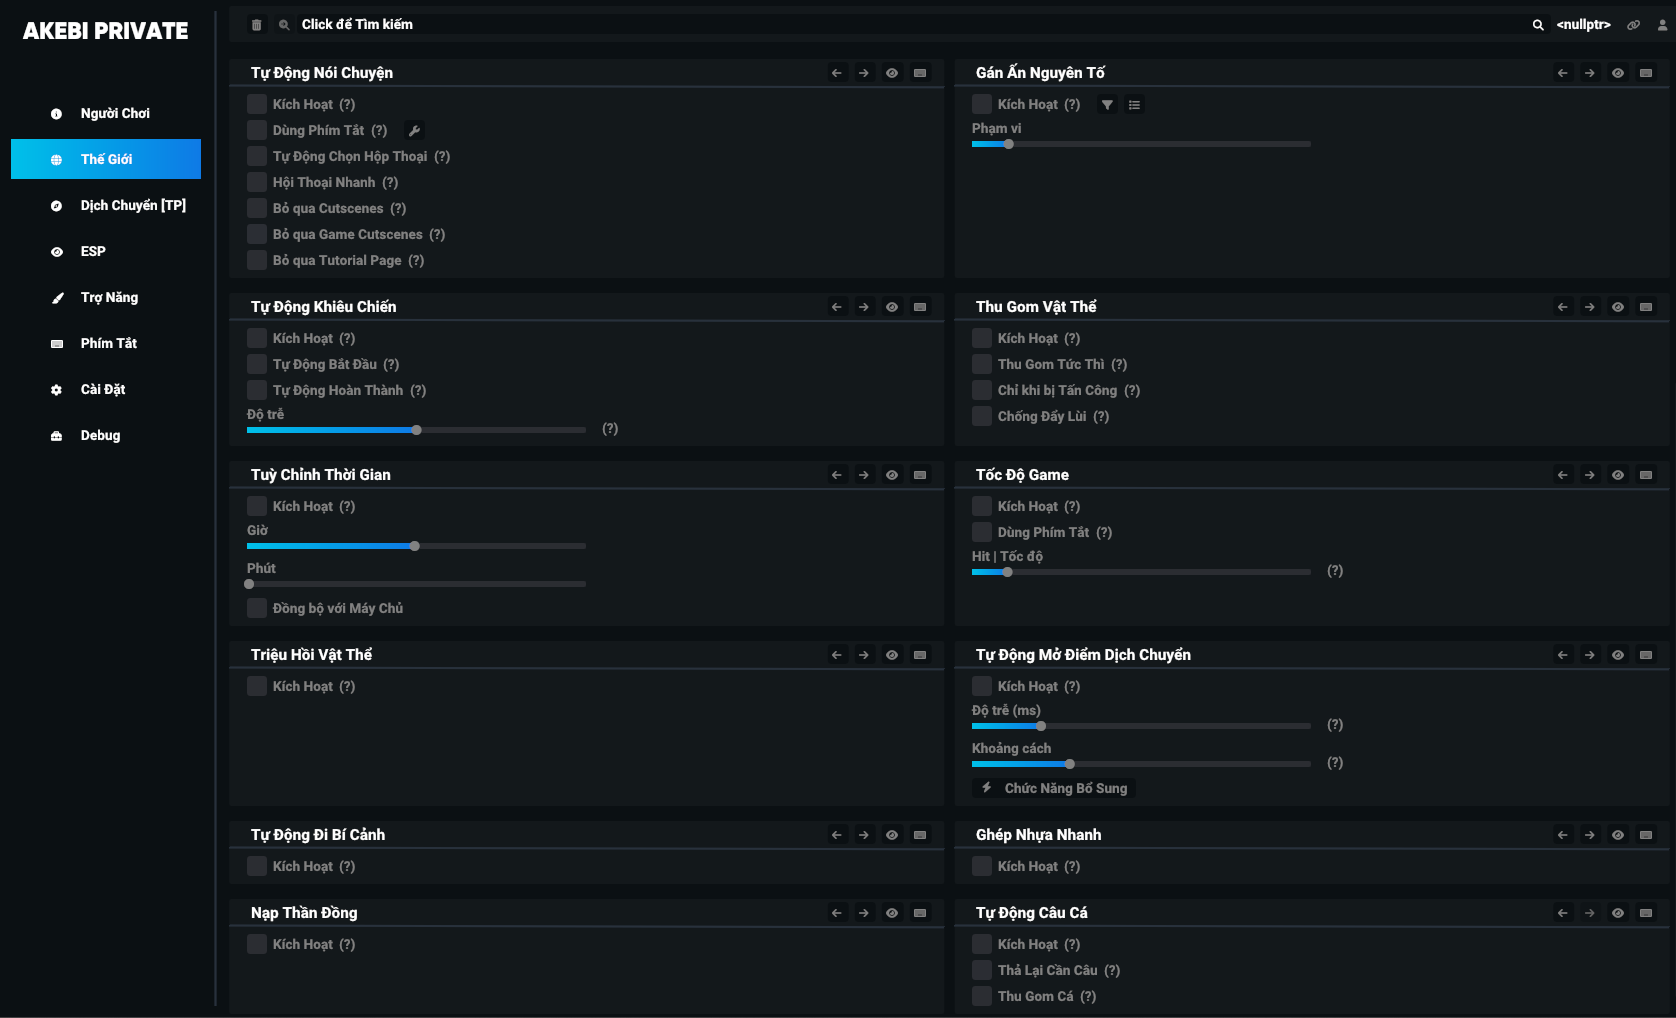 AKEBI PRIVATE
Người Chơi
Thế Giới
Dịch Chuyển [TP]
ESP
Trợ Năng
Phím Tắt
Cài Đặt
Debug
Click để Tìm kiếm
<nullptr>
Tự Động Nói Chuyện
Kích Hoạt (?)
Dùng Phím Tắt (?)
Tự Động Chọn Hộp Thoại (?)
Hội Thoại Nhanh (?)
Bỏ qua Cutscenes (?)
Bỏ qua Game Cutscenes (?)
Bỏ qua Tutorial Page (?)
Gán Ấn Nguyên Tố
Kích Hoạt (?)
Phạm vi
Tự Động Khiêu Chiến
Kích Hoạt (?)
Tự Động Bắt Đầu (?)
Tự Động Hoàn Thành (?)
Độ trễ
(?)
Thu Gom Vật Thể
Kích Hoạt (?)
Thu Gom Tức Thì (?)
Chỉ khi bị Tấn Công (?)
Chống Đẩy Lùi (?)
Tuỳ Chỉnh Thời Gian
Kích Hoạt (?)
Giờ
Phút
Đồng bộ với Máy Chủ
Tốc Độ Game
Kích Hoạt (?)
Dùng Phím Tắt (?)
Hit | Tốc độ
(?)
Triệu Hồi Vật Thể
Kích Hoạt (?)
Tự Động Mở Điểm Dịch Chuyển
Kích Hoạt (?)
Độ trễ (ms)
(?)
Khoảng cách
(?)
Chức Năng Bổ Sung
Tự Động Đi Bí Cảnh
Kích Hoạt (?)
Ghép Nhựa Nhanh
Kích Hoạt (?)
Nạp Thần Đồng
Kích Hoạt (?)
Tự Động Câu Cá
Kích Hoạt (?)
Thả Lại Cần Câu (?)
Thu Gom Cá (?)